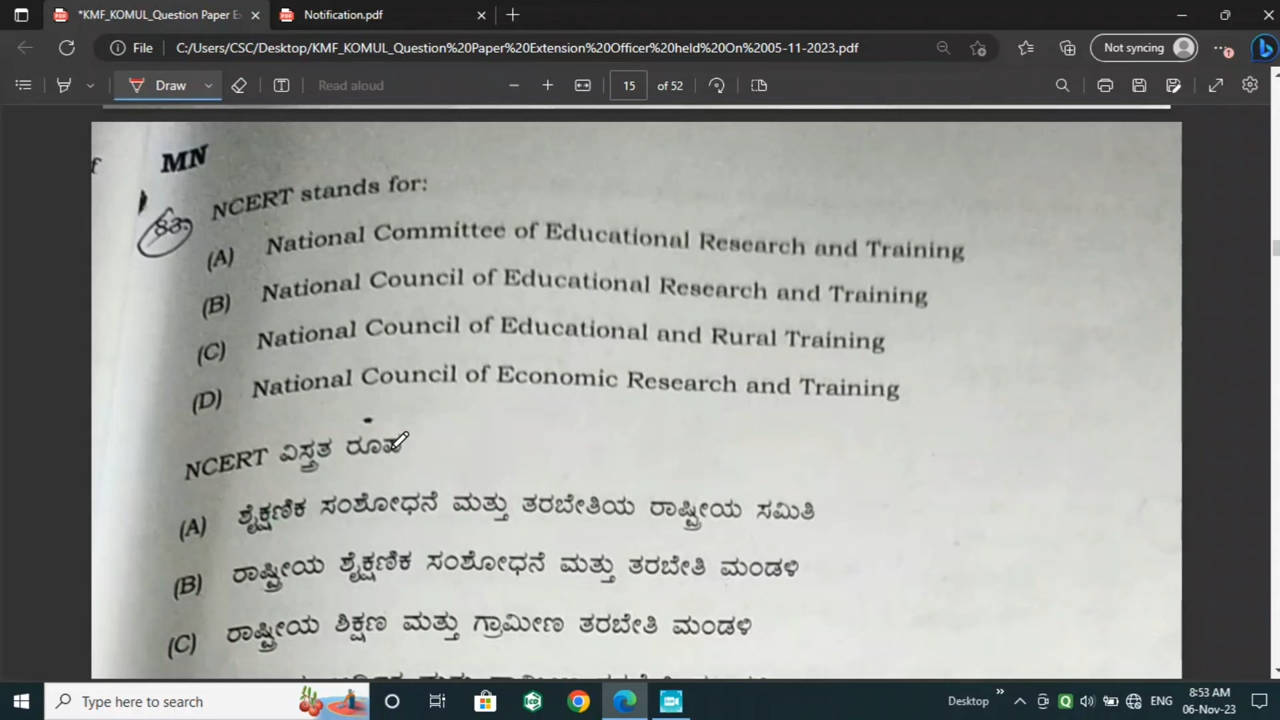 *KMF_KOMUL_Question Paper E
Notification.pdf
File
C:/Users/CSC/Desktop/KMF_KOMUL_Question%20Paper%20Extension%20Officer%20held%20On%2005-11-2023.pdf
Not syncing
Draw
Read aloud
15
of 52
MN
83. NCERT stands for:
(A) National Committee of Educational Research and Training
(B) National Council of Educational Research and Training
(C) National Council of Educational and Rural Training
(D) National Council of Economic Research and Training
NCERT ವಿಸ್ತೃತ
(A) ಶೈಕ್ಷಣಿಕ ಸಂಶೋಧನೆ ಮತ್ತು ತರಬೇತಿಯ ರಾಷ್ಟ್ರೀಯ ಸಮಿತಿ
(B) ರಾಷ್ಟ್ರೀಯ ಶೈಕ್ಷಣಿಕ ಸಂಶೋಧನೆ ಮತ್ತು ತರಬೇತಿ ಮಂಡಳಿ
(C) ರಾಷ್ಟ್ರೀಯ ಶಿಕ್ಷಣ ಮತ್ತು ಗ್ರಾಮೀಣ ತರಬೇತಿ ಮಂಡಳಿ
Type here to search
Desktop
ENG
8:53 AM
06-Nov-23